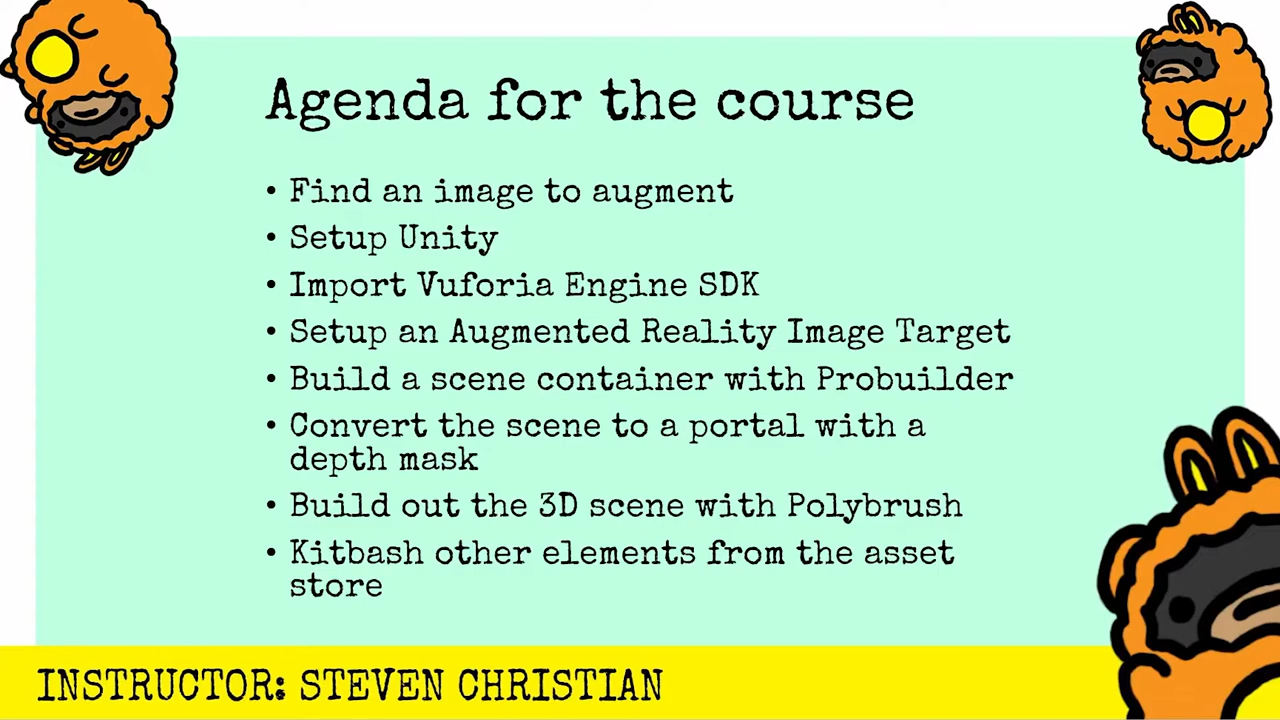 Agenda for the course
• Find an image to augment
• Setup Unity
• Import Vuforia Engine SDK
• Setup an Augmented Reality Image Target
• Build a scene container with Probuilder
• Convert the scene to a portal with a
depth mask
• Build out the 3D scene with Polybrush
• Kitbash other elements from the asset
store
INSTRUCTOR: STEVEN CHRISTIAN